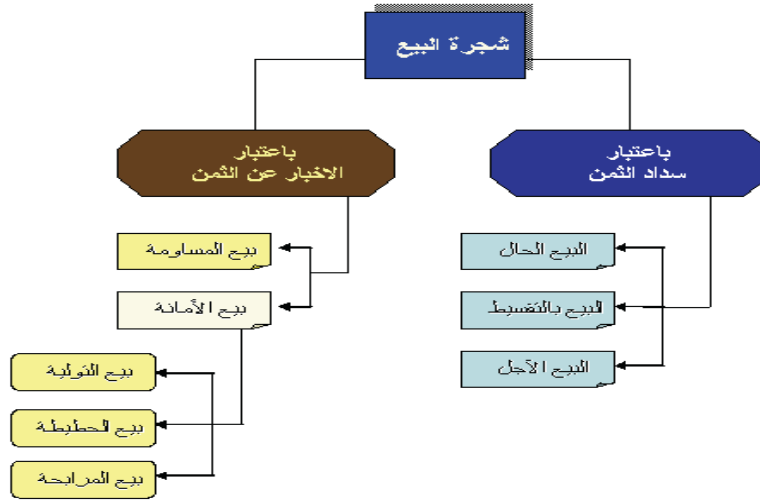 شجرة البيع
باعتبار
سداد الثمن
البيع الحال
البيع بالتقسيط
البيع الآجل
باعتبار
الاخبار عن الثمن
بيع المساومة
بيع الأمانة
بيع التولية
بيع الحطيطة
بيع المرابحة